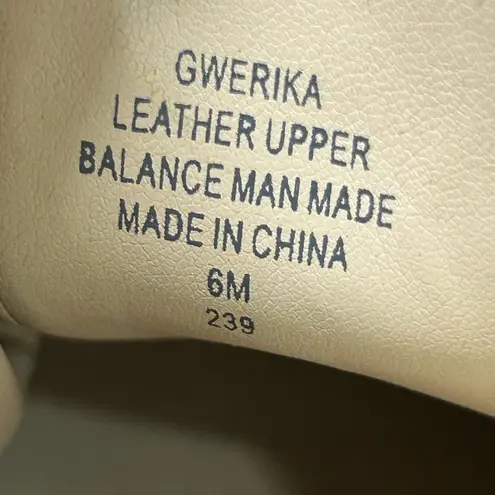 GWERIKA
LEATHER UPPER
BALANCE MAN MADE
MADE IN CHINA
6M
239